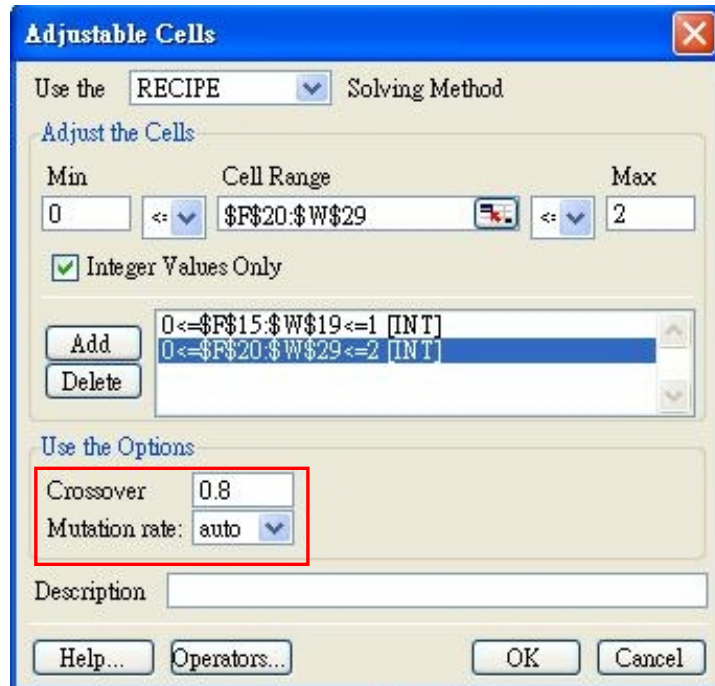 Adjustable Cells
Use the RECIPE Solving Method
Adjust the Cells
Min Cell Range Max
0 <= $F$20:$W$29 <= 2
Integer Values Only
0<=$F$15:$W$19<=1 [INT]
Add
0<=$F$20:$W$29<=2 [INT]
Delete
Use the Options
Crossover 0.8
Mutation rate: auto
Description
Help... Operators... OK Cancel